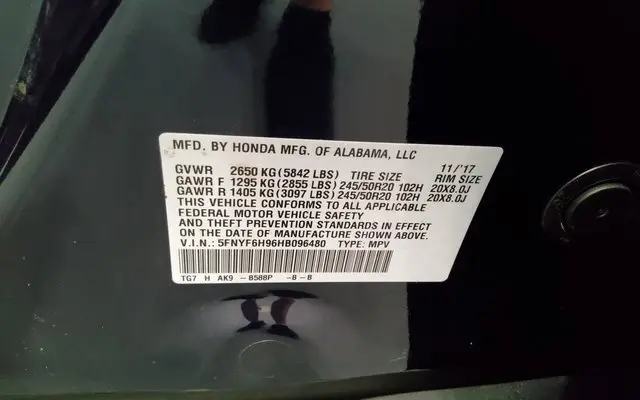 MFD. BY HONDA MFG. OF ALABAMA, LLC 11/'17
GVWR 2650 KG(5842 LBS) TIRE SIZE RIM SIZE
GAWR F 1295 KG(2855 LBS) 245/50R20 102H 20X8.0J
GAWR R 1405 KG(3097 LBS) 245/50R20 102H 20X8.0J
THIS VEHICLE CONFORMS TO ALL APPLICABLE
FEDERAL MOTOR VEHICLE SAFETY
AND THEFT PREVENTION STANDARDS IN EFFECT
ON THE DATE OF MANUFACTURE SHOWN ABOVE.
V.I.N.: 5FNYF6H96HB096480 TYPE: MPV
TG7 H AK9 -B588P -B-B